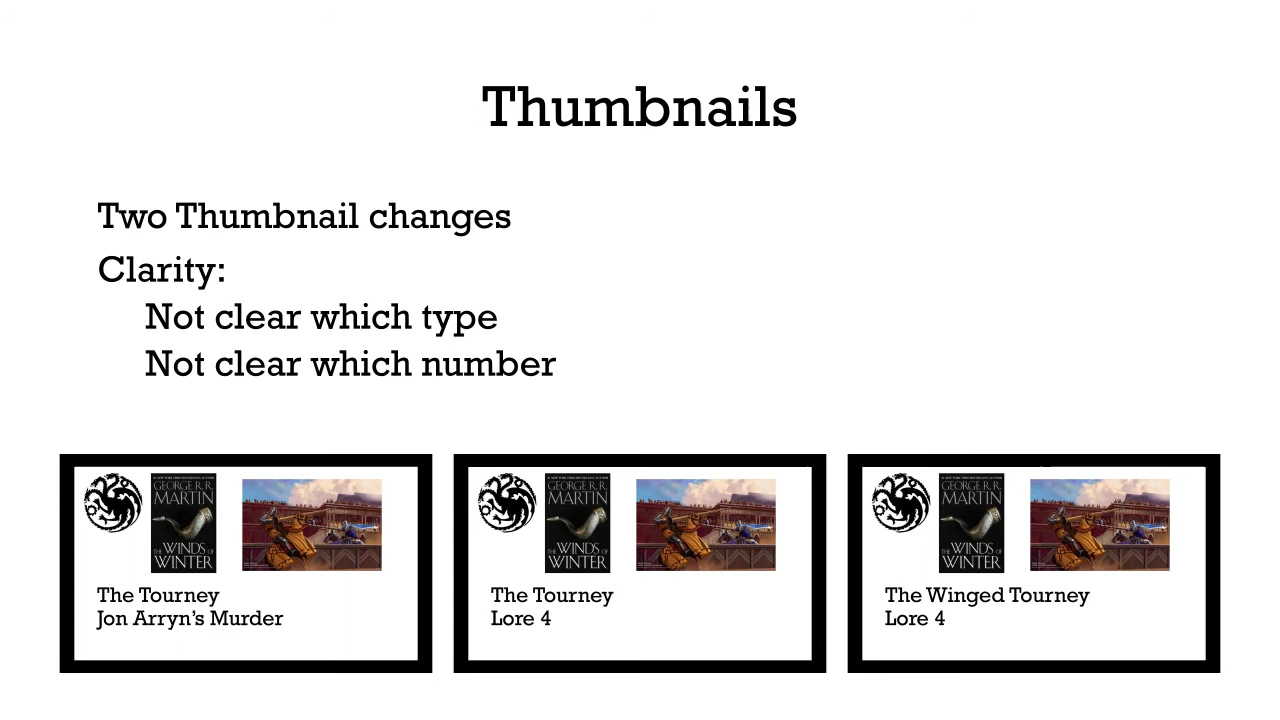 Thumbnails
Two Thumbnail changes
Clarity:
Not clear which type
Not clear which number
GEORGE R. R.
MARTIN
THE WINDS OF
WINTER
The Tourney
Jon Arryn's Murder
GEORGE R. R.
MARTIN
THE WINDS OF
WINTER
The Tourney
Lore 4
GEORGE R. R.
MARTIN
THE WINDS OF
WINTER
The Winged Tourney
Lore 4